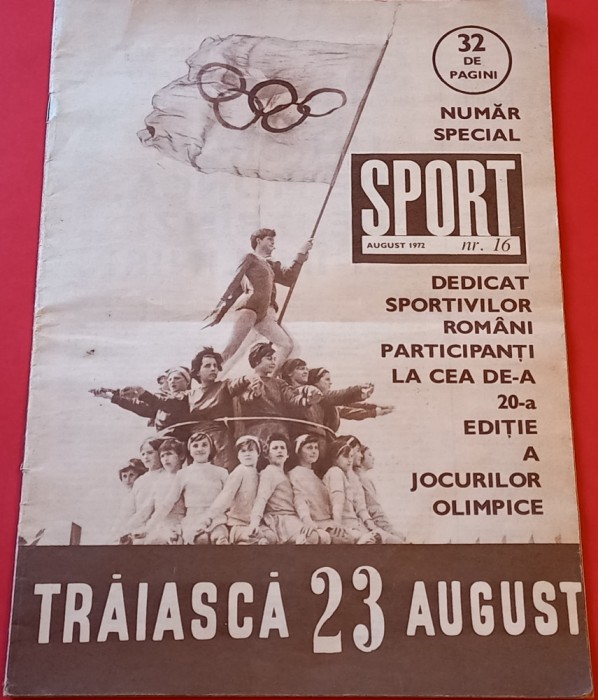 32
DE
PAGINI
NUMĂR
SPECIAL
SPORT
AUGUST 1972 nr. 16
DEDICAT
SPORTIVILOR
ROMÂNI
PARTICIPANȚI
LA CEA DE-A
20-a
EDIȚIE
A
JOCURILOR
OLIMPICE
TRĂIASCĂ 23 AUGUST